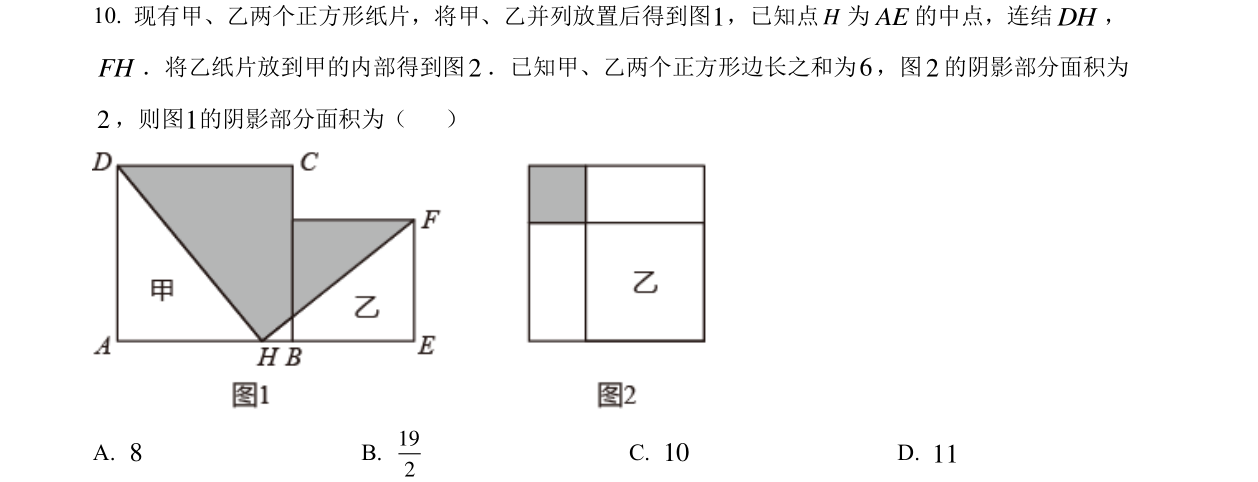 10. 现有甲、乙两个正方形纸片，将甲、乙并列放置后得到图1，已知点 H 为 AE 的中点，连结 DH，
FH．将乙纸片放到甲的内部得到图2．已知甲、乙两个正方形边长之和为6，图2的阴影部分面积为
2，则图1的阴影部分面积为（　　）
D C
F
甲 乙 乙
A H B E
图1 图2
A. 8 B. 19/2 C. 10 D. 11